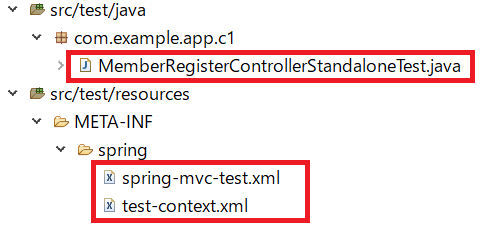 src/test/java
com.example.app.c1
MemberRegisterControllerStandaloneTest.java
src/test/resources
META-INF
spring
spring-mvc-test.xml
test-context.xml